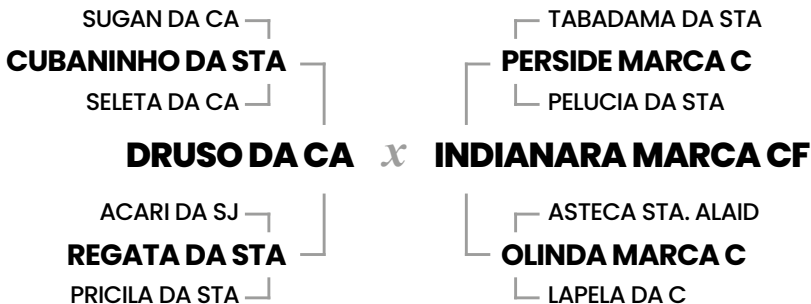 SUGAN DA CA
CUBANINHO DA STA
SELETA DA CA
TABADAMA DA STA
PERSIDE MARCA C
PELUCIA DA STA
DRUSO DA CA x INDIANARA MARCA CF
ACARI DA SJ
REGATA DA STA
PRICILA DA STA
ASTECA STA. ALAID
OLINDA MARCA C
LAPELA DA C